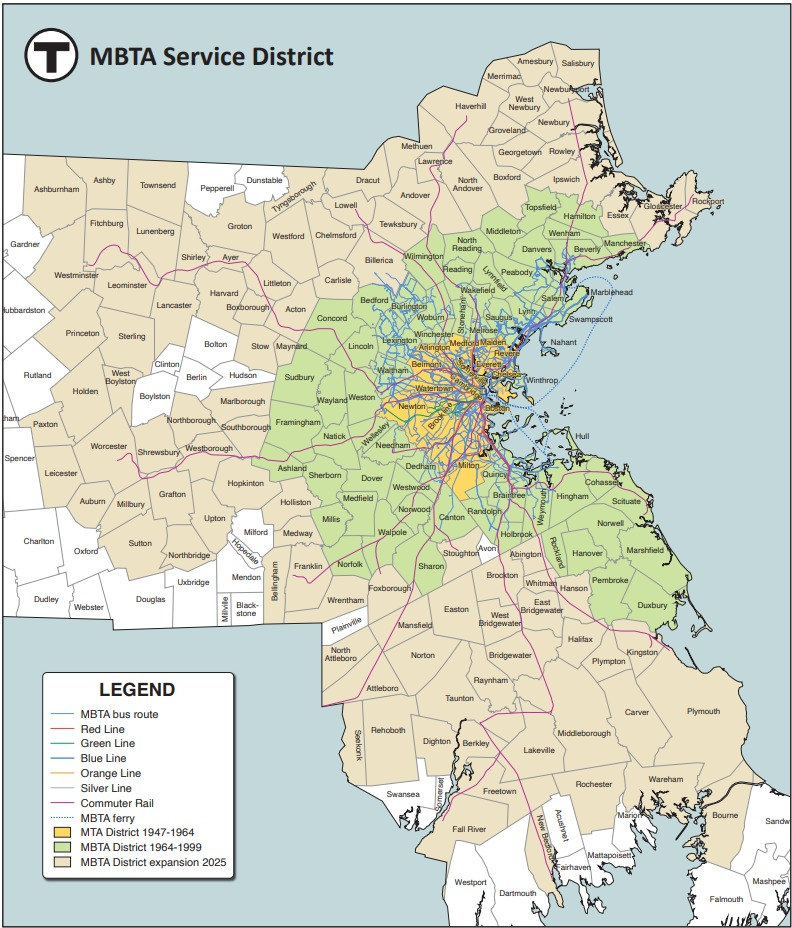 T
MBTA Service District
Amesbury
Salisbury
Merrimac
Newburyport
West
Newbury
Haverhill
Newbury
Groveland
Methuen
Georgetown
Rowley
Lawrence
Dunstable
Dracut
North
Andover
Boxford
Ipswich
Ashburnham
Ashby
Townsend
Pepperell
Tyngsborough
Andover
Topsfield
Essex
Gloucester
Rockport
Lowell
Hamilton
Fitchburg
Lunenburg
Groton
Westford
Chelmsford
Tewksbury
Middleton
Wenham
Manchester
Gardner
North
Reading
Danvers
Beverly
Shirley
Ayer
Billerica
Wilmington
Westminster
Leominster
Littleton
Carlisle
Reading
Lynnfield
Peabody
Harvard
Bedford
Wakefield
Salem
Marblehead
Hubbardston
Lancaster
Boxborough
Acton
Burlington
Stoneham
Saugus
Lynn
Swampscott
Concord
Woburn
Princeton
Sterling
Winchester
Melrose
Bolton
Stow
Maynard
Lincoln
Lexington
Arlington
Medford
Malden
Nahant
Revere
Rutland
Clinton
Berlin
Hudson
Sudbury
Waltham
Belmont
Somerville
Everett
Chelsea
Winthrop
West
Boylston
Holden
Boylston
Watertown
Cambridge
Marlborough
Wayland
Weston
Newton
Brookline
Boston
Paxton
Northborough
Southborough
Framingham
Natick
Wellesley
Hull
Worcester
Shrewsbury
Westborough
Needham
Spencer
Leicester
Ashland
Sherborn
Dover
Dedham
Milton
Quincy
Cohasset
Grafton
Hopkinton
Westwood
Weymouth
Hingham
Scituate
Auburn
Millbury
Holliston
Medfield
Norwood
Randolph
Braintree
Upton
Millis
Canton
Norwell
Charlton
Oxford
Sutton
Milford
Medway
Walpole
Holbrook
Northbridge
Hopedale
Stoughton
Avon
Abington
Rockland
Hanover
Marshfield
Franklin
Norfolk
Sharon
Mendon
Bellingham
Uxbridge
Brockton
Whitman
Hanson
Pembroke
Foxborough
Dudley
Webster
Douglas
Millville
Black-
stone
Wrentham
Easton
West
Bridgewater
East
Bridgewater
Duxbury
Plainville
Mansfield
Halifax
North
Attleboro
Norton
Bridgewater
Plympton
Kingston
Raynham
Attleboro
Taunton
Carver
Plymouth
Seekonk
Rehoboth
Dighton
Berkley
Middleborough
Lakeville
Swansea
Somerset
Freetown
Rochester
Wareham
Fall River
New Bedford
Acushnet
Marion
Bourne
Sandw
Mattapoisett
Fairhaven
Westport
Dartmouth
Mashpee
Falmouth
LEGEND
MBTA bus route
Red Line
Green Line
Blue Line
Orange Line
Silver Line
Commuter Rail
MBTA ferry
MTA District 1947-1964
MBTA District 1964-1999
MBTA District expansion 2025